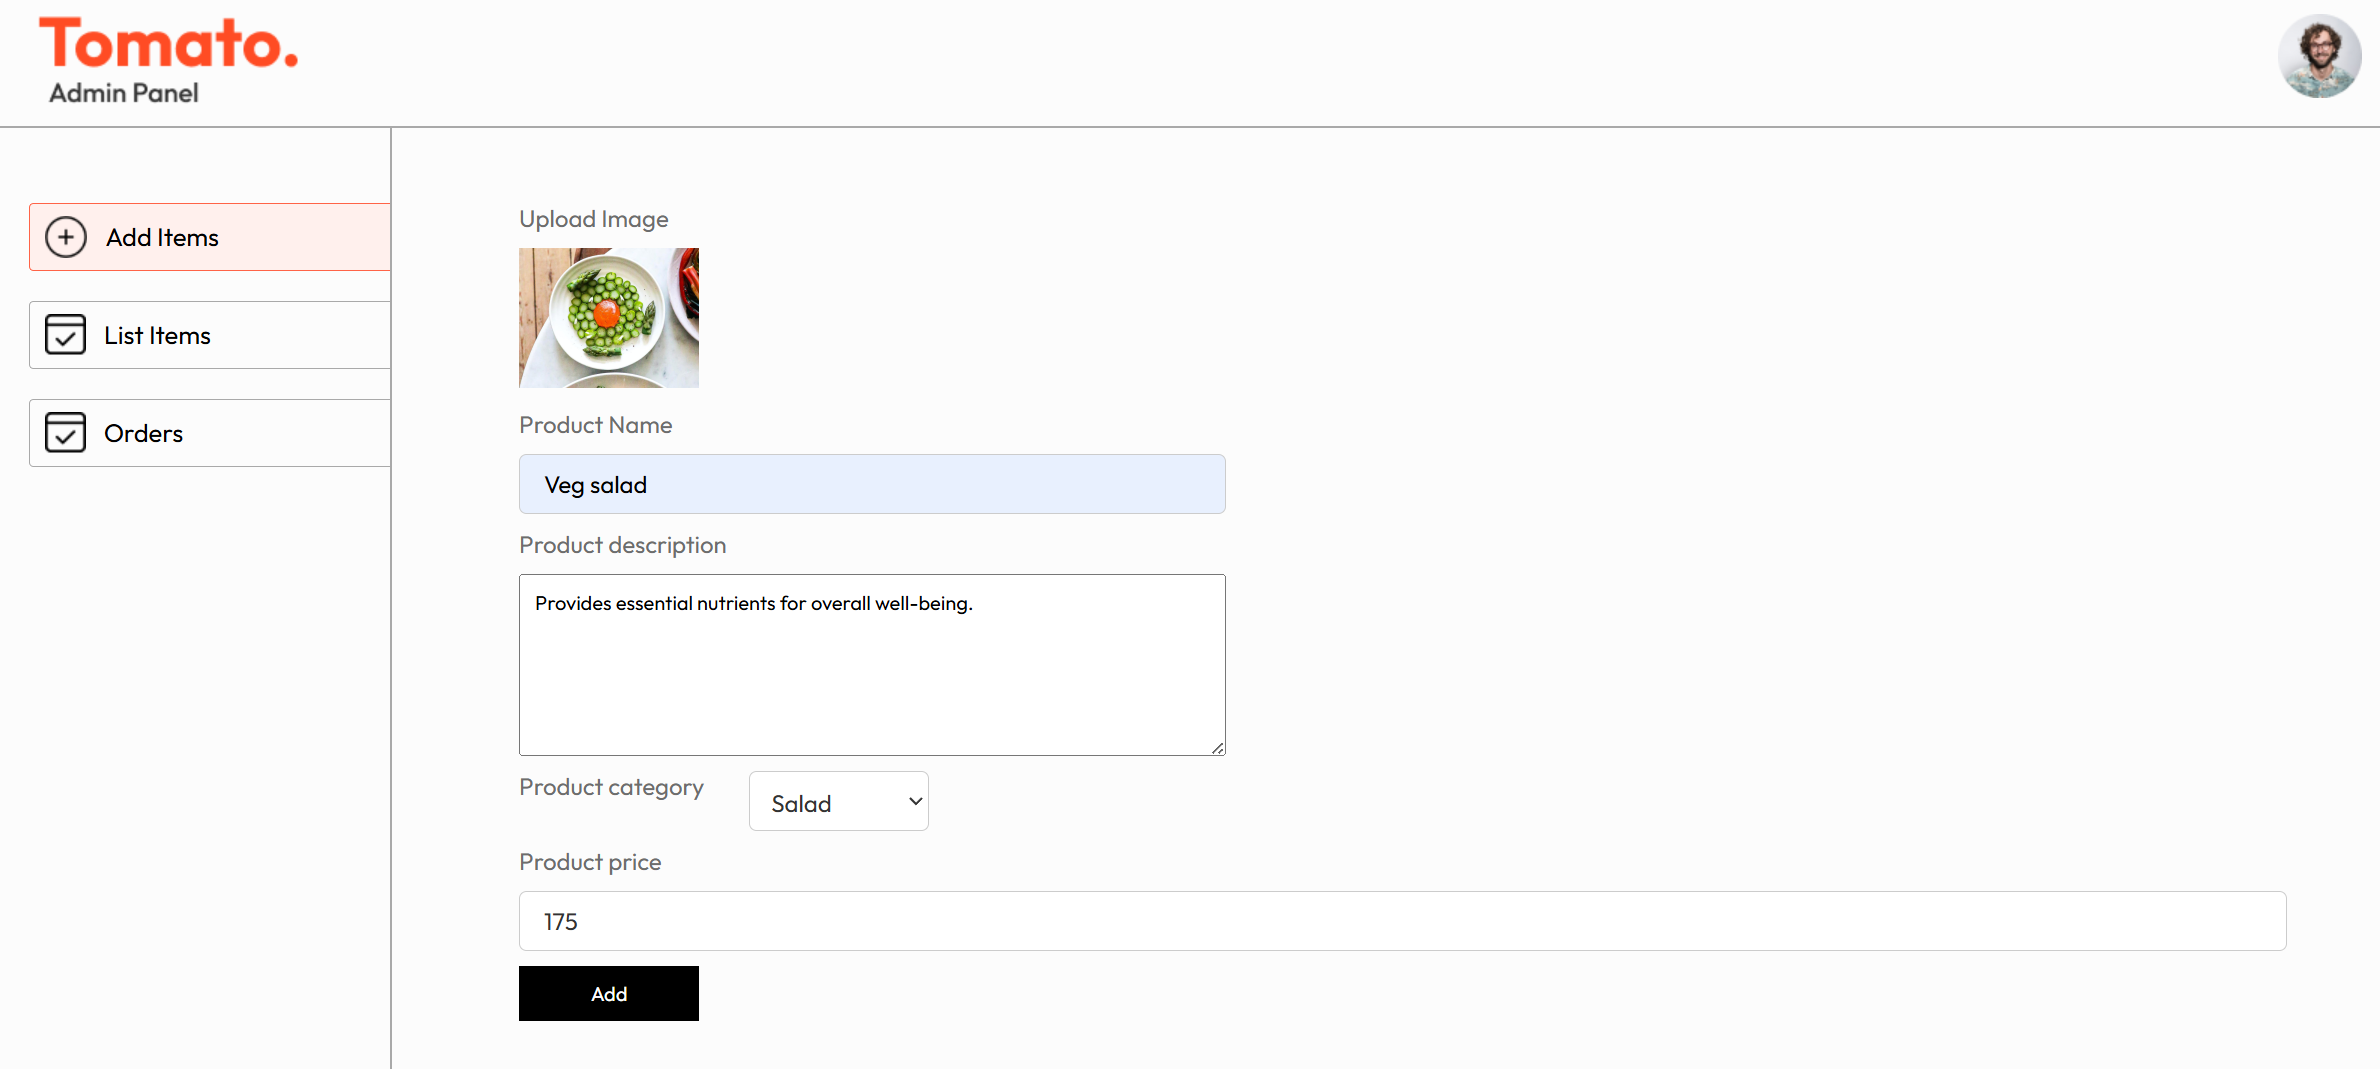 Tomato.
Admin Panel
Add Items
List Items
Orders
Upload Image
Product Name
Veg salad
Product description
Provides essential nutrients for overall well-being.
Product category
Salad
Product price
175
Add